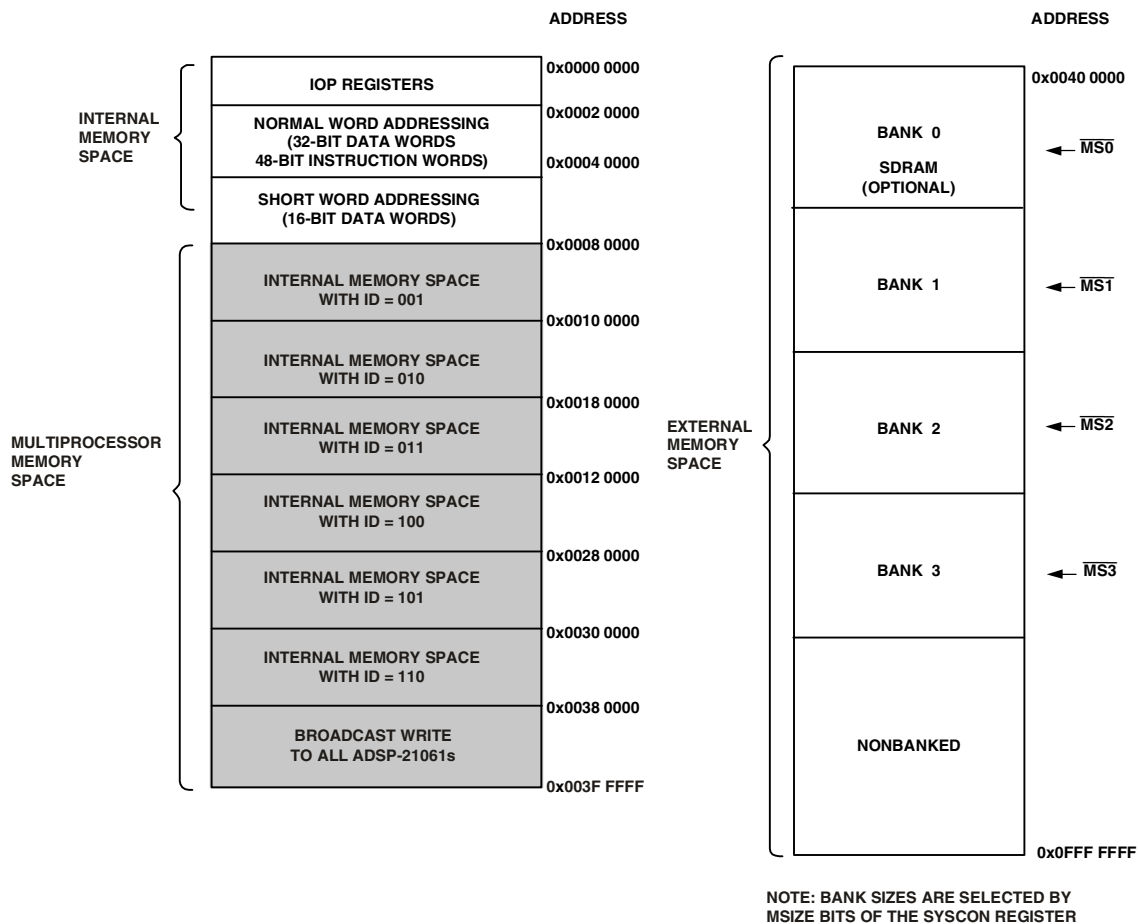 ADDRESS
0x0000 0000
IOP REGISTERS
0x0002 0000
INTERNAL
MEMORY
SPACE
NORMAL WORD ADDRESSING
(32-BIT DATA WORDS
48-BIT INSTRUCTION WORDS)
0x0004 0000
SHORT WORD ADDRESSING
(16-BIT DATA WORDS)
0x0008 0000
INTERNAL MEMORY SPACE
WITH ID = 001
0x0010 0000
INTERNAL MEMORY SPACE
WITH ID = 010
0x0018 0000
MULTIPROCESSOR
MEMORY
SPACE
INTERNAL MEMORY SPACE
WITH ID = 011
0x0012 0000
INTERNAL MEMORY SPACE
WITH ID = 100
0x0028 0000
INTERNAL MEMORY SPACE
WITH ID = 101
0x0030 0000
INTERNAL MEMORY SPACE
WITH ID = 110
0x0038 0000
BROADCAST WRITE
TO ALL ADSP-21061s
0x003F FFFF
ADDRESS
0x0040 0000
BANK 0
MS0
SDRAM
(OPTIONAL)
BANK 1
MS1
EXTERNAL
MEMORY
SPACE
BANK 2
MS2
BANK 3
MS3
NONBANKED
0x0FFF FFFF
NOTE: BANK SIZES ARE SELECTED BY
MSIZE BITS OF THE SYSCON REGISTER